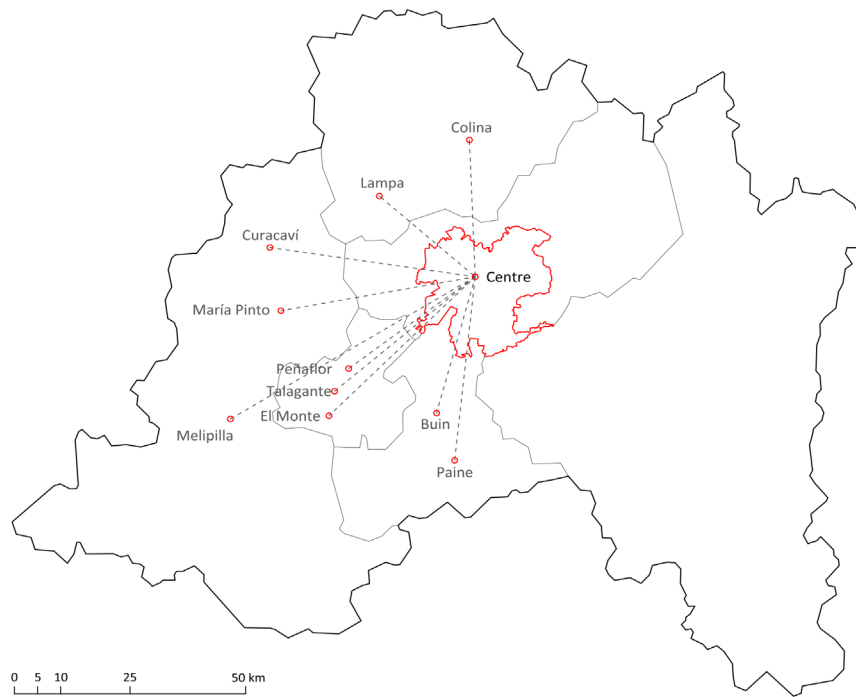 Colina
Lampa
Curacaví
Centre
María Pinto
Peñaflor
Talagante
El Monte
Buin
Melipilla
Paine
0 5 10 25 50 km